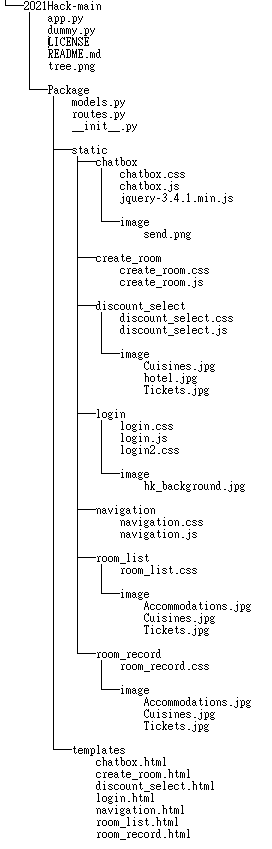 2021Hack-main
app.py
dummy.py
LICENSE
README.md
tree.png
Package
models.py
routes.py
__init__.py
static
chatbox
chatbox.css
chatbox.js
jquery-3.4.1.min.js
image
send.png
create_room
create_room.css
create_room.js
discount_select
discount_select.css
discount_select.js
image
Cuisines.jpg
hotel.jpg
Tickets.jpg
login
login.css
login.js
login2.css
image
hk_background.jpg
navigation
navigation.css
navigation.js
room_list
room_list.css
image
Accommodations.jpg
Cuisines.jpg
Tickets.jpg
room_record
room_record.css
image
Accommodations.jpg
Cuisines.jpg
Tickets.jpg
templates
chatbox.html
create_room.html
discount_select.html
login.html
navigation.html
room_list.html
room_record.html